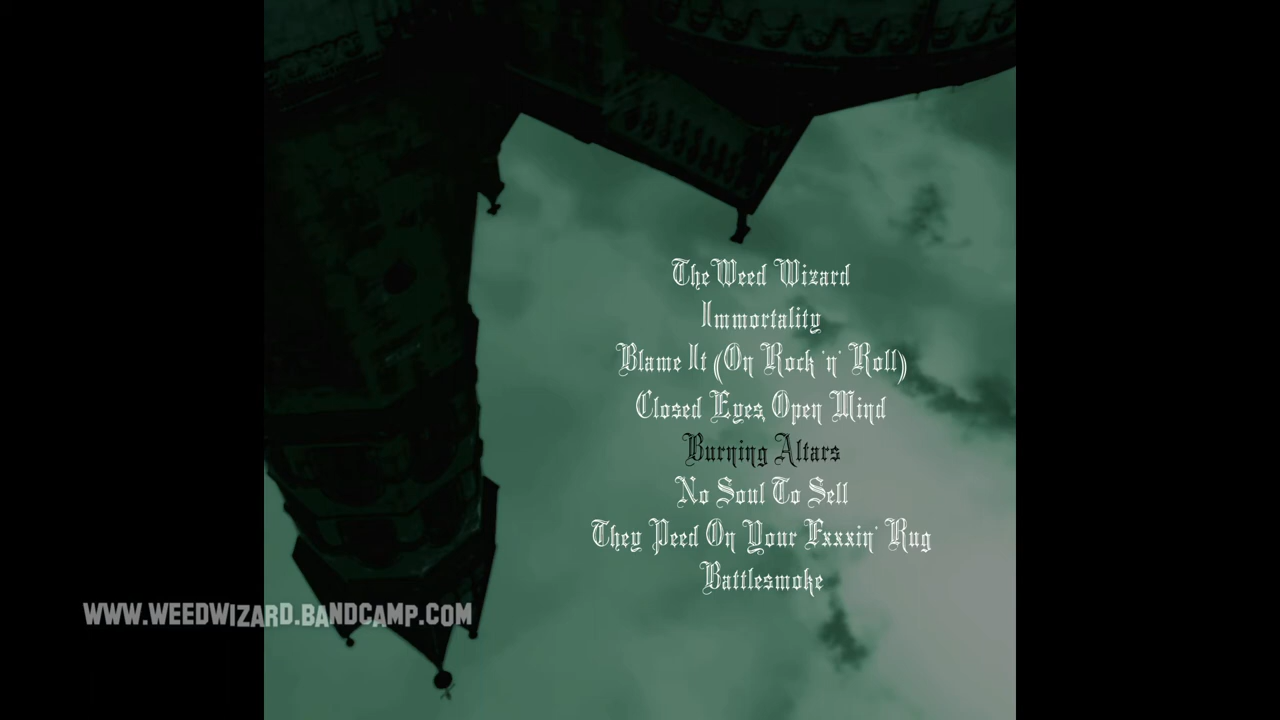 The Weed Wizard
Immortality
Blame It (On Rock 'n' Roll)
Closed Eyes, Open Mind
Burning Altars
No Soul To Sell
They Peed On Your Fxxxin' Rug
Battlesmoke
WWW.WEEDWIZARD.BANDCAMP.COM